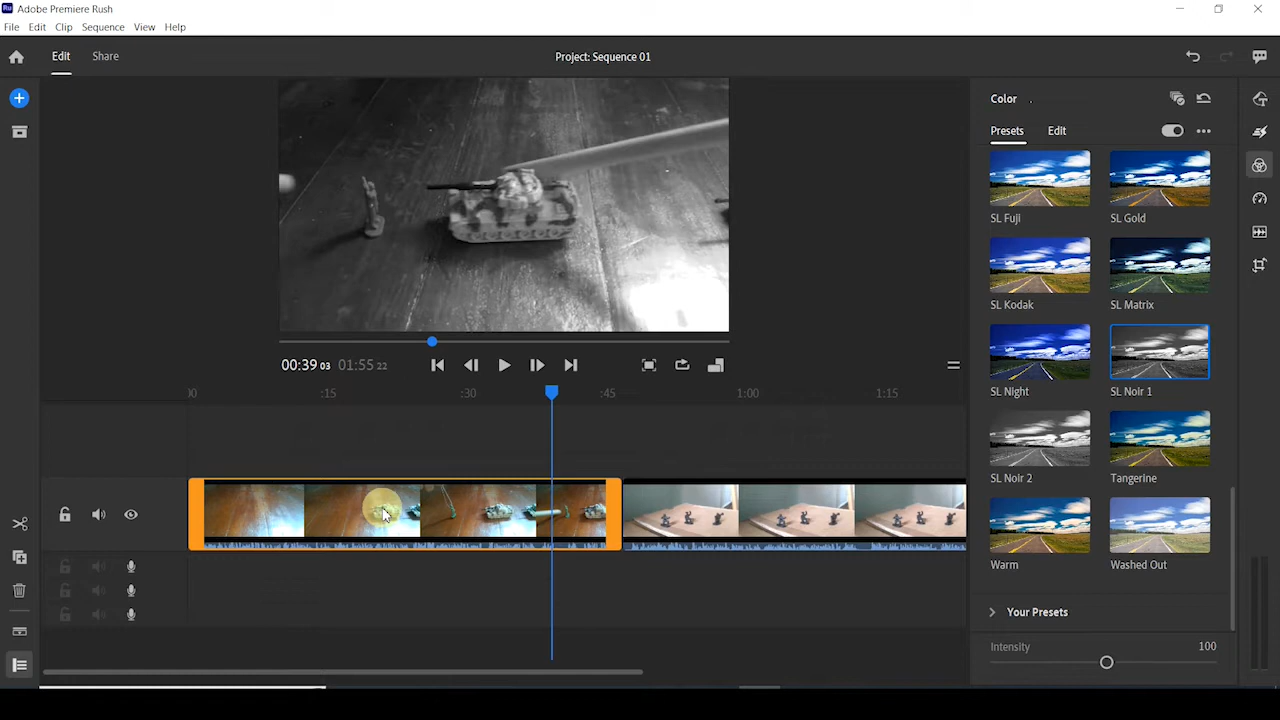 Ru Adobe Premiere Rush
File Edit Clip Sequence View Help
Edit Share Project: Sequence 01
Color
Presets Edit
SL Fuji SL Gold
SL Kodak SL Matrix
SL Night SL Noir 1
SL Noir 2 Tangerine
Warm Washed Out
Your Presets
Intensity 100
00:39 03 01:55 22
:00 :15 :30 :45 1:00 1:15